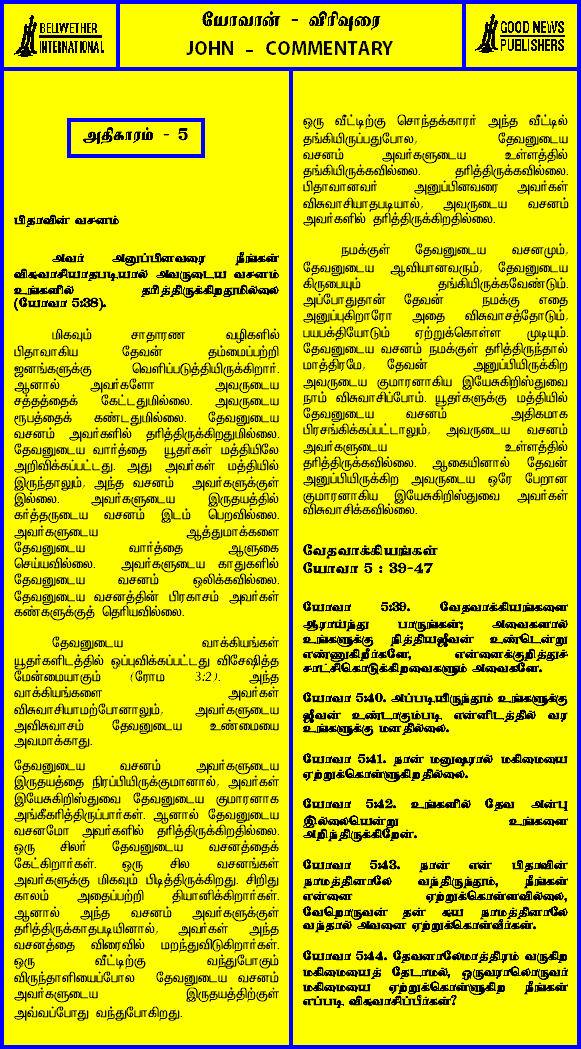 BELWETHER
INTERNATIONAL
யோவான் - விரிவுரை
JOHN - COMMENTARY
GOOD NEWS
PUBLISHERS
அதிகாரம் - 5
பிதாவின் வசனம்
அவர் அனுப்பினவரை நீங்கள்
விசுவாசியாதபடியால் அவருடைய வசனம்
உங்களில் தரித்திருக்கிறதுமில்லை
(யோவா 5:38).
மிகவும் சாதாரண வழிகளில்
பிதாவாகிய தேவன் தம்மைப்பற்றி
ஜனங்களுக்கு வெளிப்படுத்தியிருக்கிறார்.
ஆனால் அவர்களோ அவருடைய
சத்தத்தைக் கேட்டதுமில்லை. அவருடைய
ரூபத்தைக் கண்டதுமில்லை. தேவனுடைய
வசனம் அவர்களில் தரித்திருக்கிறதுமில்லை.
தேவனுடைய வார்த்தை யூதர்கள் மத்தியிலே
அறிவிக்கப்பட்டது. அது அவர்கள் மத்தியில்
இருந்தாலும், அந்த வசனம் அவர்களுக்குள்
இல்லை. அவர்களுடைய இருதயத்தில்
கர்த்தருடைய வசனம் இடம் பெறவில்லை.
அவர்களுடைய ஆத்துமாக்களை
தேவனுடைய வார்த்தை ஆளுகை
செய்யவில்லை. அவர்களுடைய காதுகளில்
தேவனுடைய வசனம் ஒலிக்கவில்லை.
தேவனுடைய வசனத்தின் பிரகாசம் அவர்கள்
கண்களுக்குத் தெரியவில்லை.
தேவனுடைய வாக்கியங்கள்
யூதர்களிடத்தில் ஒப்புவிக்கப்பட்டது விசேஷித்த
மேன்மையாகும் (ரோம 3:2). அந்த
வாக்கியங்களை அவர்கள்
விசுவாசியாமற்போனாலும், அவர்களுடைய
அவிசுவாசம் தேவனுடைய உண்மையை
அவமாக்காது.
தேவனுடைய வசனம் அவர்களுடைய
இருதயத்தை நிரப்பியிருக்குமானால், அவர்கள்
இயேசுகிறிஸ்துவை தேவனுடைய குமாரனாக
அங்கீகரித்திருப்பார்கள். ஆனால் தேவனுடைய
வசனமோ அவர்களில் தரித்திருக்கிறதில்லை.
ஒரு சிலர் தேவனுடைய வசனத்தைக்
கேட்கிறார்கள். ஒரு சில வசனங்கள்
அவர்களுக்கு மிகவும் பிடித்திருக்கிறது. சிறிது
காலம் அதைப்பற்றி தியானிக்கிறார்கள்.
ஆனால் அந்த வசனம் அவர்களுக்குள்
தரித்திருக்காதபடியினால், அவர்கள் அந்த
வசனத்தை விரைவில் மறந்துவிடுகிறார்கள்.
ஒரு வீட்டிற்கு வந்துபோகும்
விருந்தாளியைப்போல தேவனுடைய வசனம்
அவர்களுடைய இருதயத்திற்குள்
அவ்வப்போது வந்துபோகிறது.
ஒரு வீட்டிற்கு சொந்தக்காரர் அந்த வீட்டில்
தங்கியிருப்பதுபோல, தேவனுடைய
வசனம் அவர்களுடைய உள்ளத்தில்
தங்கியிருக்கவில்லை. தரித்திருக்கவில்லை.
பிதாவானவர் அனுப்பினவரை அவர்கள்
விசுவாசியாதபடியால், அவருடைய வசனம்
அவர்களில் தரித்திருக்கிறதில்லை.
நமக்குள் தேவனுடைய வசனமும்,
தேவனுடைய ஆவியானவரும், தேவனுடைய
கிருபையும் தங்கியிருக்கவேண்டும்.
அப்போதுதான் தேவன் நமக்கு எதை
அனுப்புகிறாரோ அதை விசுவாசத்தோடும்,
பயபக்தியோடும் ஏற்றுக்கொள்ள முடியும்.
தேவனுடைய வசனம் நமக்குள் தரித்திருந்தால்
மாத்திரமே, தேவன் அனுப்பியிருக்கிற
அவருடைய குமாரனாகிய இயேசுகிறிஸ்துவை
நாம் விசுவாசிப்போம். யூதர்களுக்கு மத்தியில்
தேவனுடைய வசனம் அதிகமாக
பிரசங்கிக்கப்பட்டாலும், அவருடைய வசனம்
அவர்களுடைய உள்ளத்தில்
தரித்திருக்கவில்லை. ஆகையினால் தேவன்
அனுப்பியிருக்கிற அவருடைய ஒரே பேறான
குமாரனாகிய இயேசுகிறிஸ்துவை அவர்கள்
விசுவாசிக்கவில்லை.
வேதவாக்கியங்கள்
யோவா 5 : 39-47
யோவா 5:39. வேதவாக்கியங்களை
ஆராய்ந்து பாருங்கள்; அவைகளால்
உங்களுக்கு நித்தியஜீவன் உண்டென்று
எண்ணுகிறீர்களே, என்னைக்குறித்துச்
சாட்சிகொடுக்கிறவைகளும் அவைகளே.
யோவா 5:40. அப்படியிருந்தும் உங்களுக்கு
ஜீவன் உண்டாகும்படி என்னிடத்தில் வர
உங்களுக்கு மனதில்லை.
யோவா 5:41. நான் மனுஷரால் மகிமையை
ஏற்றுக்கொள்ளுகிறதில்லை.
யோவா 5:42. உங்களில் தேவ அன்பு
இல்லையென்று உங்களை
அறிந்திருக்கிறேன்.
யோவா 5:43. நான் என் பிதாவின்
நாமத்தினாலே வந்திருந்தும், நீங்கள்
என்னை ஏற்றுக்கொள்ளவில்லை,
வேறொருவன் தன் சுய நாமத்தினாலே
வந்தால் அவனை ஏற்றுக்கொள்வீர்கள்.
யோவா 5:44. தேவனாலேமாத்திரம் வருகிற
மகிமையைத் தேடாமல், ஒருவராலொருவர்
மகிமையை ஏற்றுக்கொள்ளுகிற நீங்கள்
எப்படி விசுவாசிப்பீர்கள்?